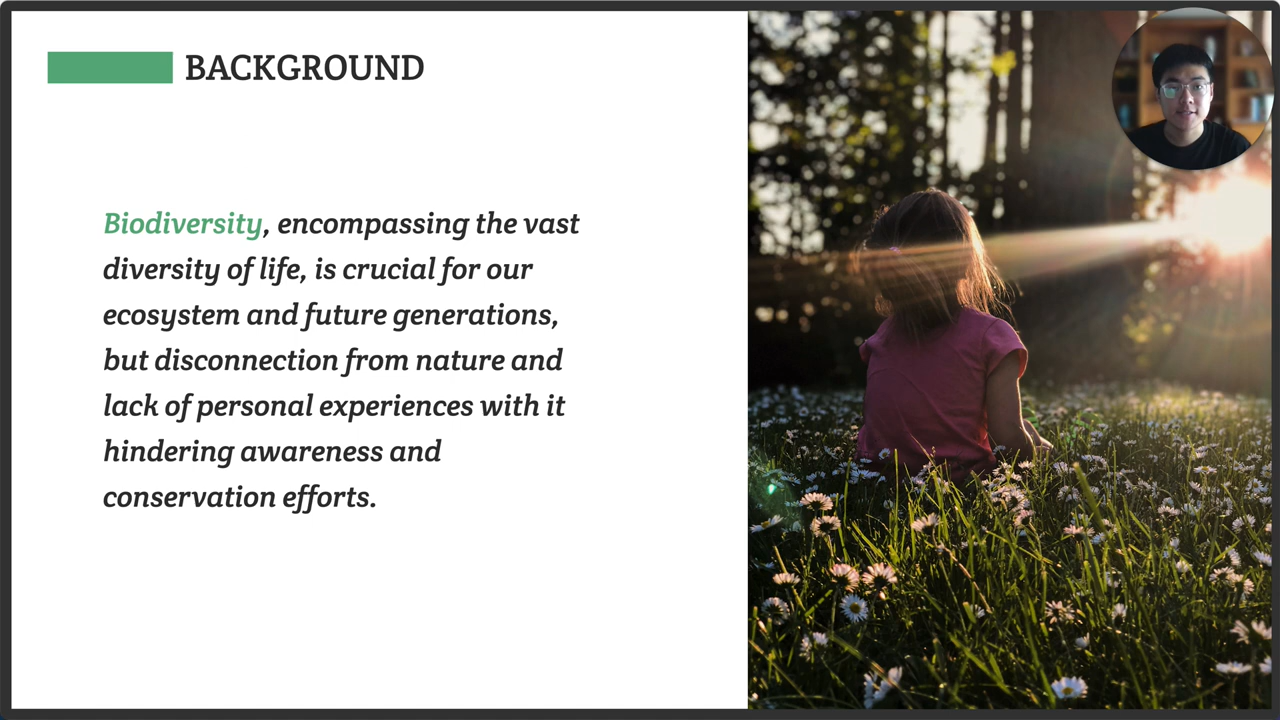 BACKGROUND
Biodiversity, encompassing the vast
diversity of life, is crucial for our
ecosystem and future generations,
but disconnection from nature and
lack of personal experiences with it
hindering awareness and
conservation efforts.